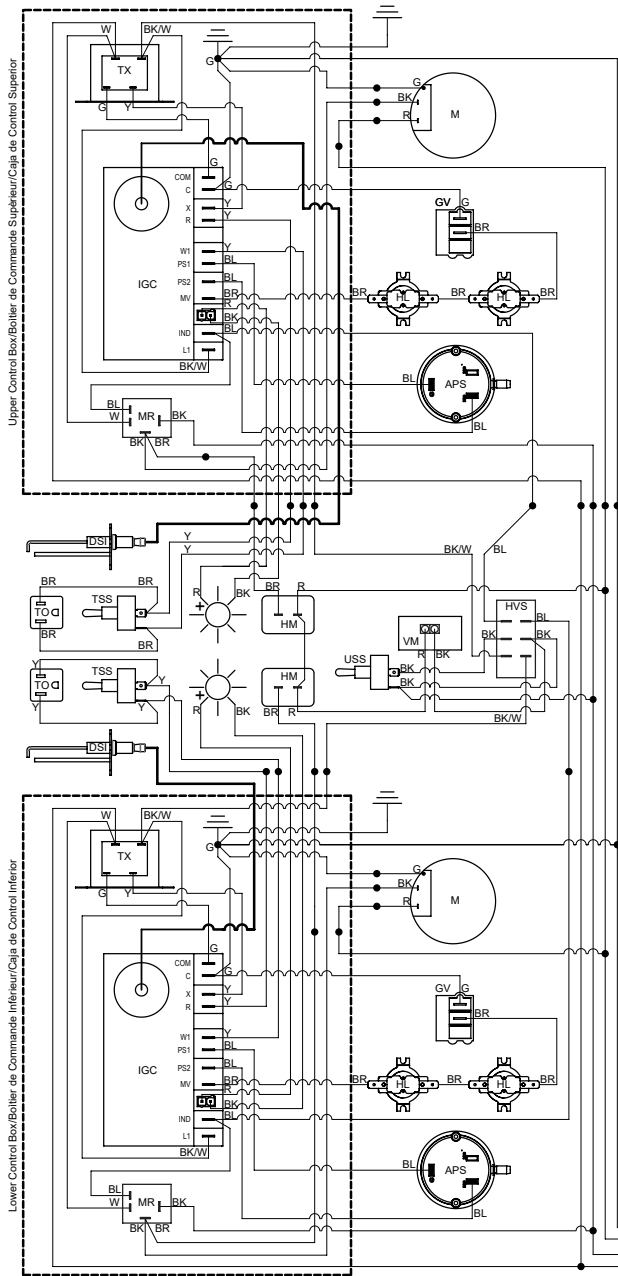 Upper Control Box/Boîtier de Commande Supérieur/Caja de Control Superior
W
BK/W
TX
G
Y
G
G
BK
R
M
COM
C
X
R
W1
PS1
PS2
MV
IND
L1
IGC
G
G
Y
Y
Y
BL
BL
BR
R
BK
BL
BK/W
GV
G
BR
BR
HL
BR
HL
BR
BL
APS
BL
BL
W
MR
BK
BK
BR
DSI
Y
Y
BK/W
BL
BR
TO
BR
BR
TSS
BR
R
+
BK
BR
R
HM
VM
R
BK
HVS
BL
BK
BK
USS
BK
BK
Y
TO
Y
TSS
Y
Y
+
R
BK
HM
BR
R
BK/W
DSI
Lower Control Box/Boîtier de Commande Inférieur/Caja de Control Inferior
W
BK/W
TX
G
Y
G
G
BK
R
M
COM
C
X
R
W1
PS1
PS2
MV
IND
L1
IGC
G
G
Y
Y
Y
BL
BL
BR
R
BK
BL
BK/W
GV
G
BR
BR
HL
BR
HL
BR
BL
APS
BL
BL
W
MR
BK
BK
BR